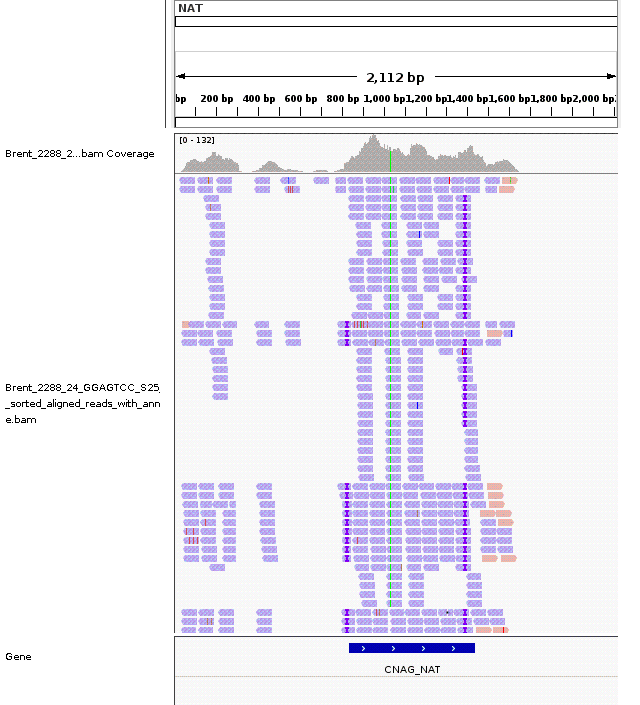 NAT
2,112 bp
bp 200 bp 400 bp 600 bp 800 bp 1,000 bp 1,200 bp 1,400 bp 1,600 bp 1,800 bp 2,000 bp
[0 - 132]
Brent_2288_2...bam Coverage
Brent_2288_24_GGAGTCC_S25_
_sorted_aligned_reads_with_ann
e.bam
Gene
CNAG_NAT